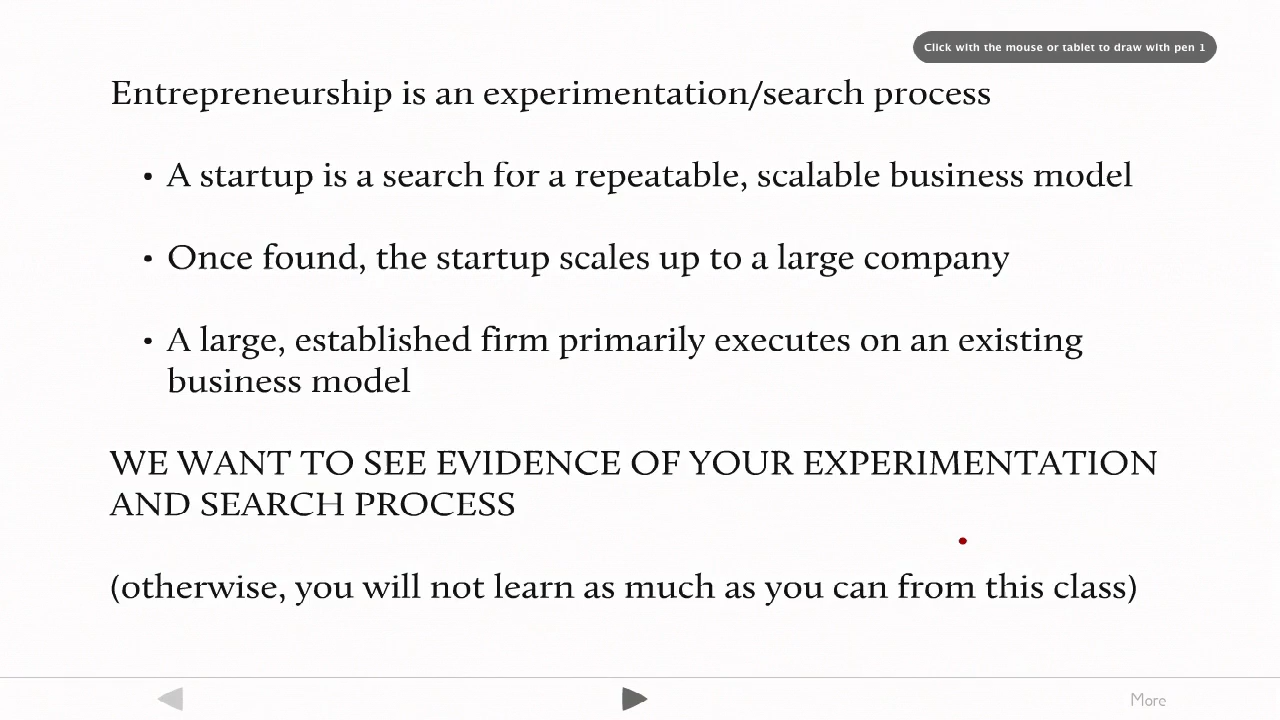 Click with the mouse or tablet to draw with pen 1
Entrepreneurship is an experimentation/search process
• A startup is a search for a repeatable, scalable business model
• Once found, the startup scales up to a large company
• A large, established firm primarily executes on an existing
business model
WE WANT TO SEE EVIDENCE OF YOUR EXPERIMENTATION
AND SEARCH PROCESS
(otherwise, you will not learn as much as you can from this class)
More